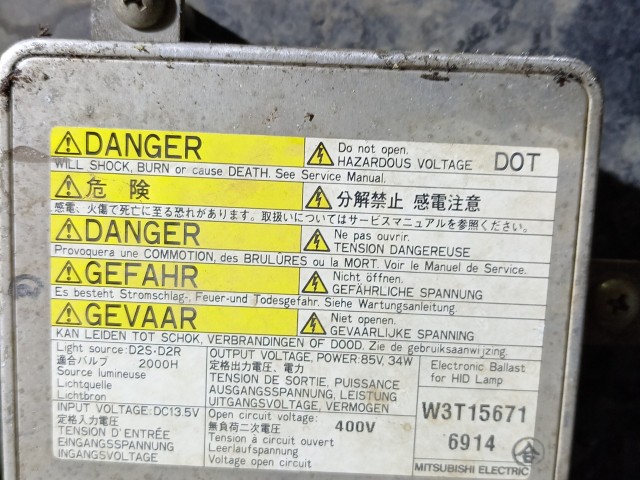 ⚠DANGER
Do not open.
HAZARDOUS VOLTAGE
DOT
WILL SHOCK, BURN or cause DEATH. See Service Manual.
⚠危 険
分解禁止 感電注意
感電、火傷で死亡に至る恐れがあります。取扱いについてはサービスマニュアルを参照ください。
⚠DANGER
Ne pas ouvrir.
TENSION DANGEREUSE
Provoquera une COMMOTION, des BRULÛRES ou la MORT. Voir le Manuel de Service.
⚠GEFAHR
Nicht öffnen.
GEFÄHRLICHE SPANNUNG
Es besteht Stromschlag-, Feuer-und Todesgefahr. Siehe Wartungsanleitung.
⚠GEVAAR
Niet openen.
GEVAARLIJKE SPANNING
KAN LEIDEN TOT SCHOK, VERBRANDINGEN OF DOOD. Zie de gebruiksaanwijzing.
Light source:D2S·D2R
適合バルブ 2000H
Source lumineuse
Lichtquelle
Lichtbron
INPUT VOLTAGE:DC13.5V
定格入力電圧
TENSION D'ENTRÉE
EINGANGSSPANNUNG
INGANGSVOLTAGE
OUTPUT VOLTAGE, POWER:85V, 34W
定格出力電圧、電力
TENSION DE SORTIE, PUISSANCE
AUSGANGSSPANNUNG, LEISTUNG
UITGANGSVOLTAGE, VERMOGEN
Open circuit voltage:
無負荷二次電圧 400V
Tension à circuit ouvert
Leerlaufspannung
Voltage open circuit
Electronic Ballast
for HID Lamp
W3T15671
6914
MITSUBISHI ELECTRIC